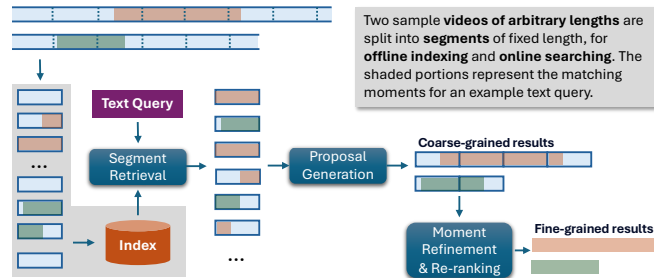 Two sample videos of arbitrary lengths are
split into segments of fixed length, for
offline indexing and online searching. The
shaded portions represent the matching
moments for an example text query.
Text Query
Segment
Retrieval
Proposal
Generation
Coarse-grained results
...
Index
Moment
Refinement
& Re-ranking
Fine-grained results
...